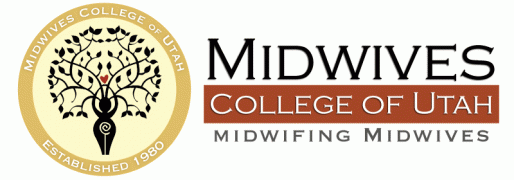 MIDWIVES COLLEGE OF UTAH
ESTABLISHED 1980
MIDWIVES
COLLEGE OF UTAH
MIDWIFING MIDWIVES